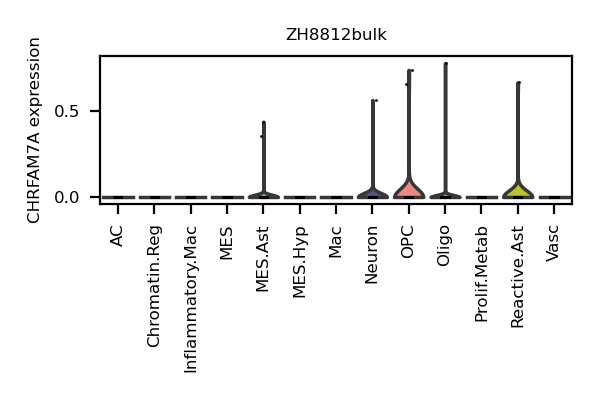 ZH8812bulk
CHRFAM7A expression
0.5
0.0
AC
Chromatin.Reg
Inflammatory.Mac
MES
MES.Ast
MES.Hyp
Mac
Neuron
OPC
Oligo
Prolif.Metab
Reactive.Ast
Vasc